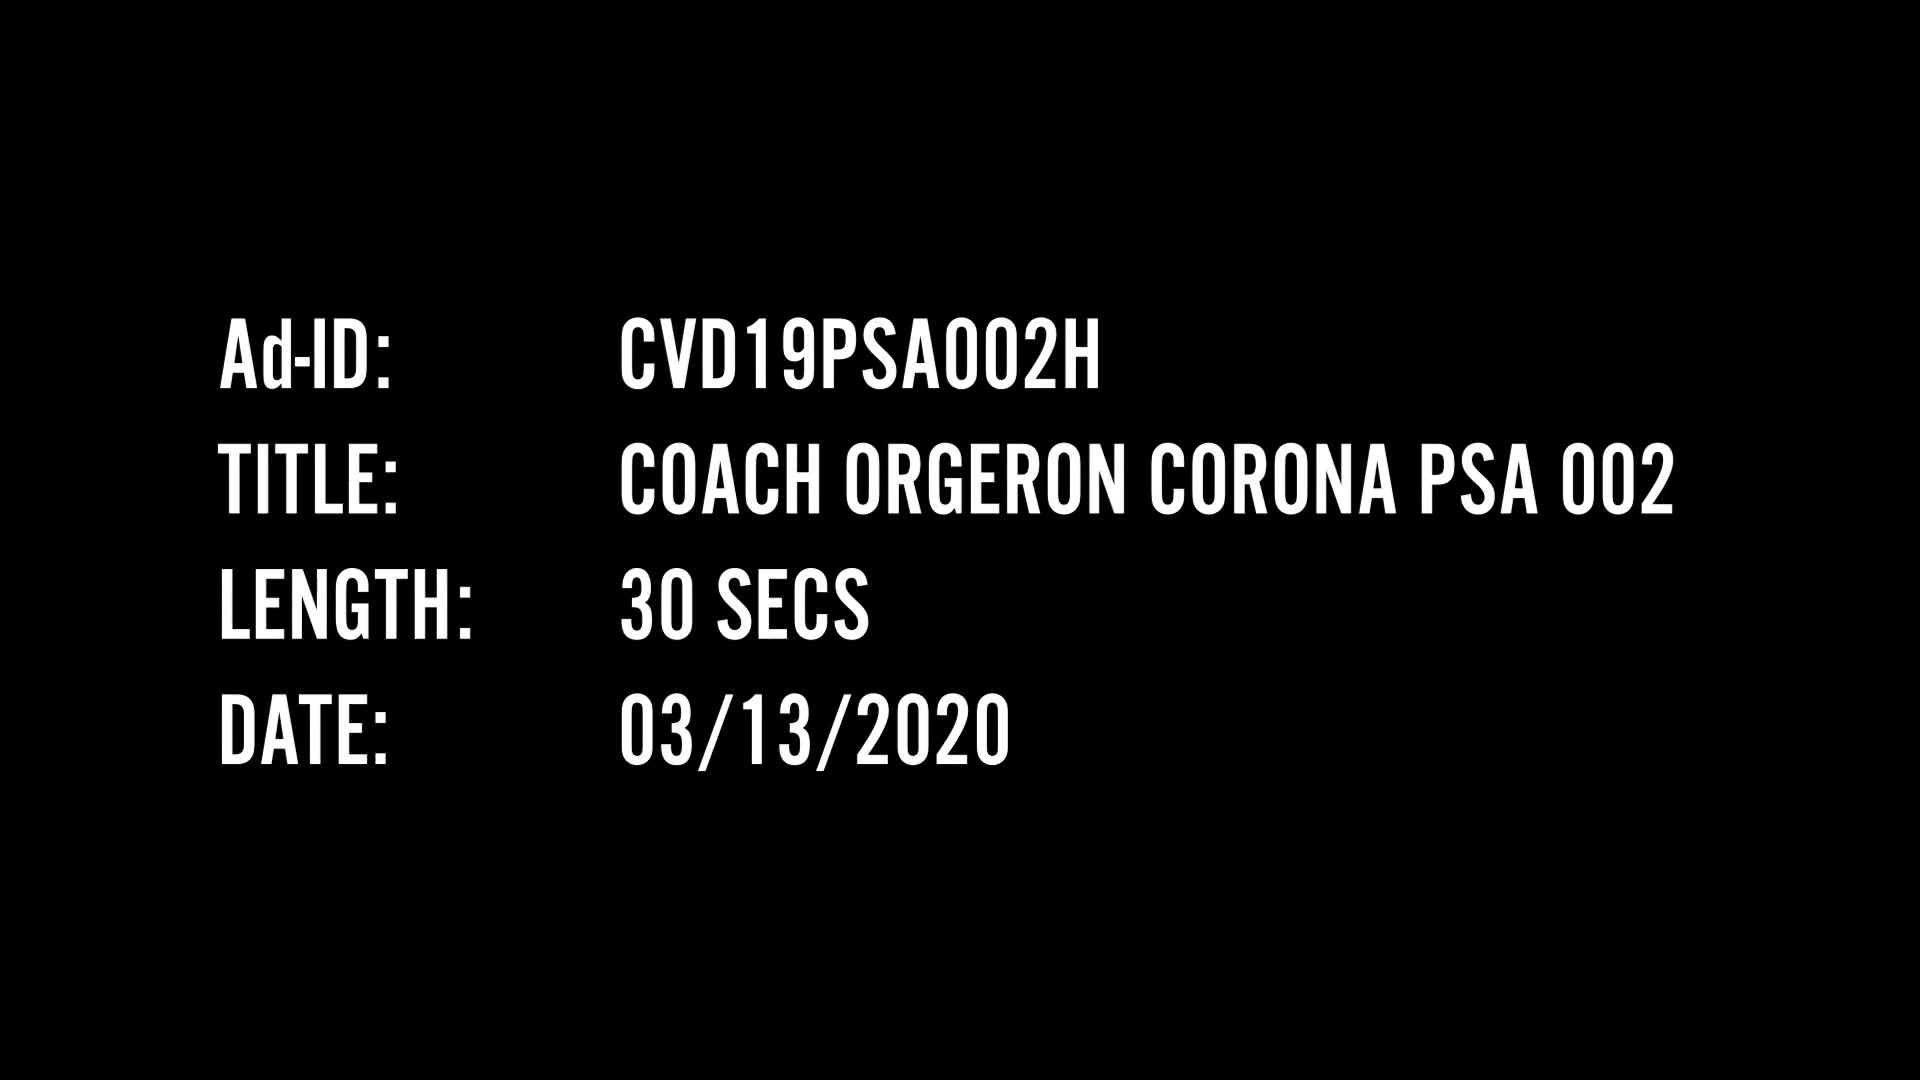 Ad-ID: CVD19PSA002H
TITLE: COACH ORGERON CORONA PSA 002
LENGTH: 30 SECS
DATE: 03/13/2020